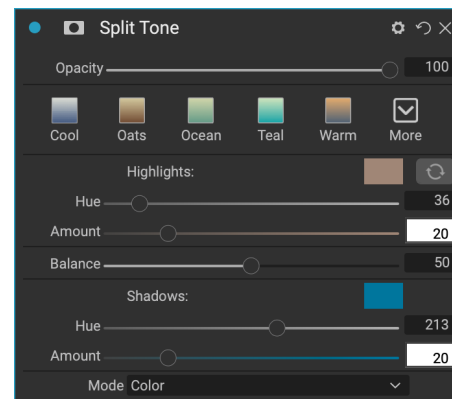 Split Tone
Opacity 100
Cool Oats Ocean Teal Warm More
Highlights:
Hue 36
Amount 20
Balance 50
Shadows:
Hue 213
Amount 20
Mode Color